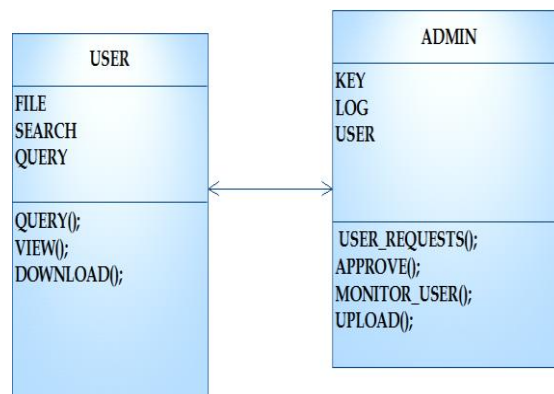 USER
FILE
SEARCH
QUERY
QUERY();
VIEW();
DOWNLOAD();
ADMIN
KEY
LOG
USER
USER_REQUESTS();
APPROVE();
MONITOR_USER();
UPLOAD();